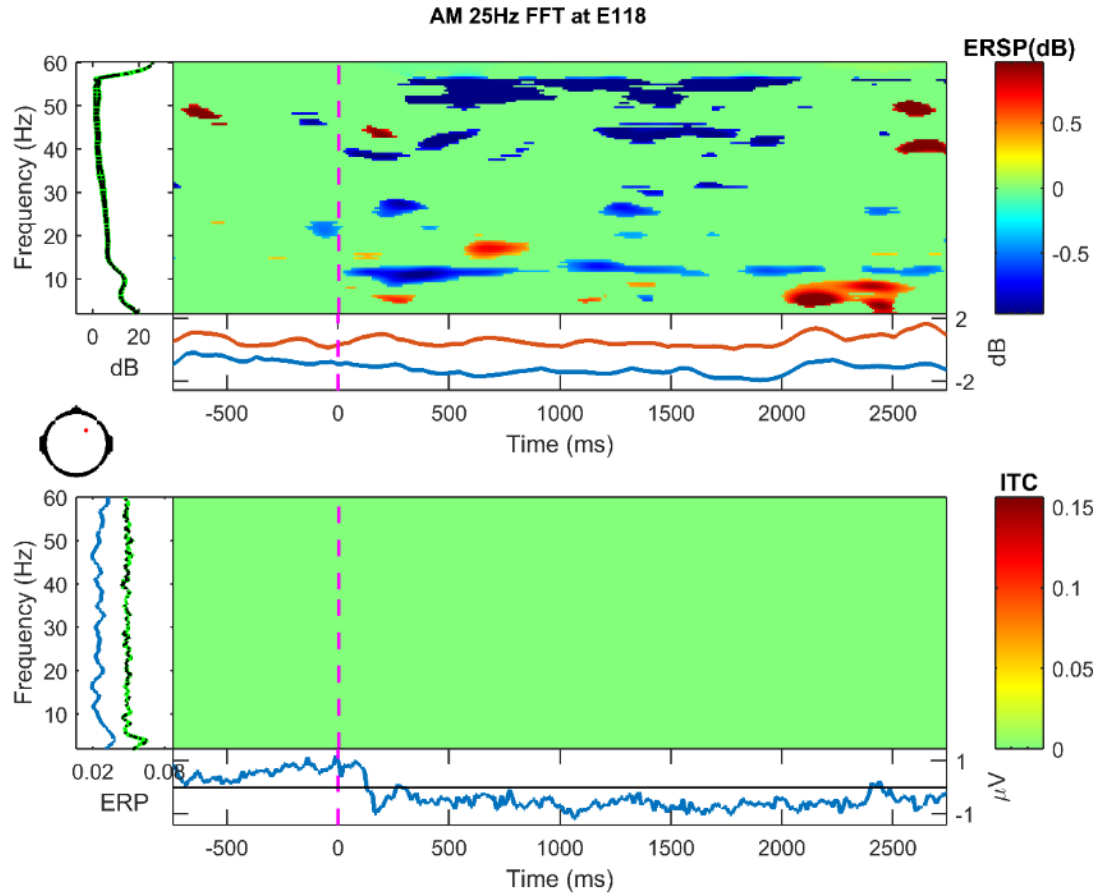 AM 25Hz FFT at E118
ERSP(dB)
60
50
40
30
20
10
Frequency (Hz)
0.5
0
-0.5
0 20
dB
2
-2
dB
-500 0 500 1000 1500 2000 2500
Time (ms)
ITC
60
50
40
30
20
10
Frequency (Hz)
0.15
0.1
0.05
0
0.02 0.08
ERP
1
-1
μV
-500 0 500 1000 1500 2000 2500
Time (ms)